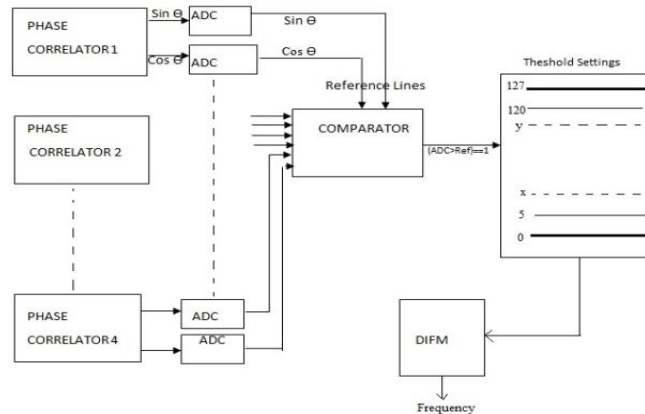 PHASE
CORRELATOR 1
Sin Θ
Cos Θ
ADC
ADC
Sin Θ
Cos Θ
Reference Lines
PHASE
CORRELATOR 2
COMPARATOR
(ADC>Ref)==1
Theshold Settings
127
120
y
x
5
0
PHASE
CORRELATOR 4
ADC
ADC
DIFM
Frequency